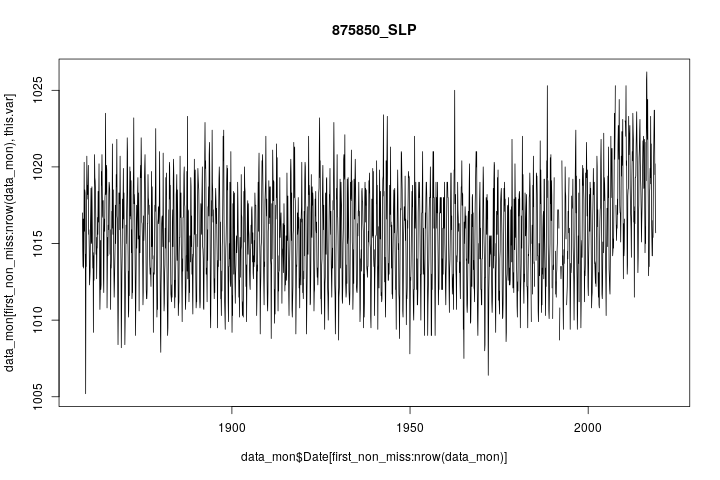 875850_SLP
data_mon[first_non_miss:nrow(data_mon), this.var]
1025
1020
1015
1010
1005
1900
1950
2000
data_mon$Date[first_non_miss:nrow(data_mon)]